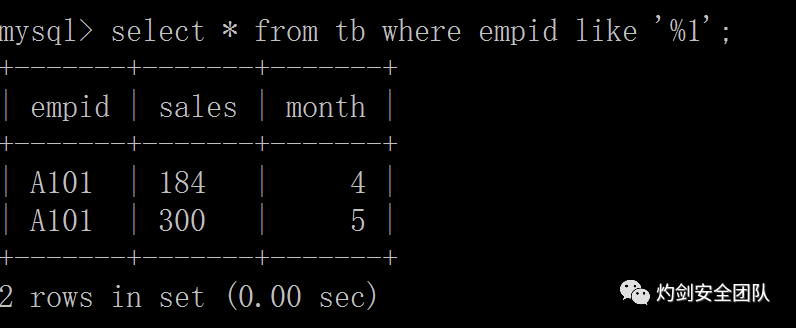 mysql> select * from tb where empid like '%1';
+-------+-------+-------+
| empid | sales | month |
+-------+-------+-------+
| A101  | 184   |     4 |
| A101  | 300   |     5 |
+-------+-------+-------+
2 rows in set (0.00 sec)
灼剑安全团队